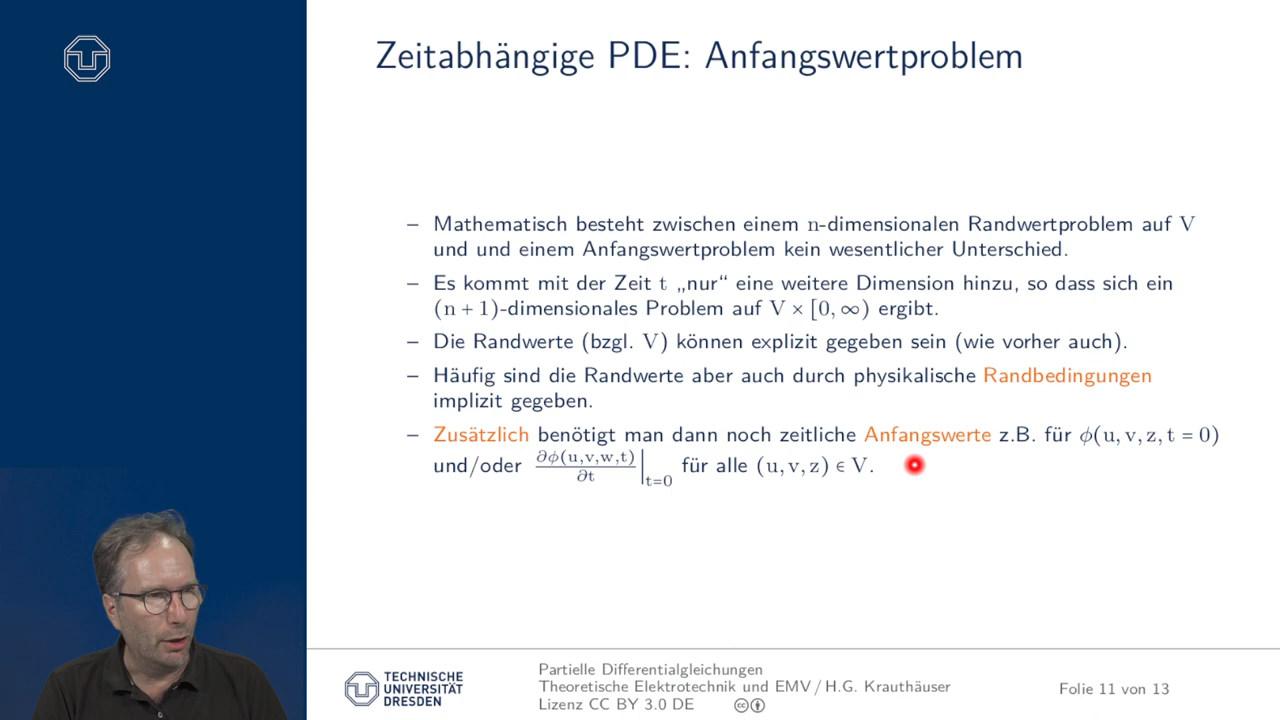 Zeitabhängige PDE: Anfangswertproblem
– Mathematisch besteht zwischen einem n-dimensionalen Randwertproblem auf V
und und einem Anfangswertproblem kein wesentlicher Unterschied.
– Es kommt mit der Zeit t „nur“ eine weitere Dimension hinzu, so dass sich ein
(n + 1)-dimensionales Problem auf V × [0, ∞) ergibt.
– Die Randwerte (bzgl. V) können explizit gegeben sein (wie vorher auch).
– Häufig sind die Randwerte aber auch durch physikalische Randbedingungen
implizit gegeben.
– Zusätzlich benötigt man dann noch zeitliche Anfangswerte z.B. für ϕ(u, v, z, t = 0)
und/oder ∂ϕ(u,v,w,t)/∂t |t=0 für alle (u, v, z) ∈ V.
TECHNISCHE
UNIVERSITÄT
DRESDEN
Partielle Differentialgleichungen
Theoretische Elektrotechnik und EMV / H.G. Krauthäuser
Lizenz CC BY 3.0 DE
Folie 11 von 13